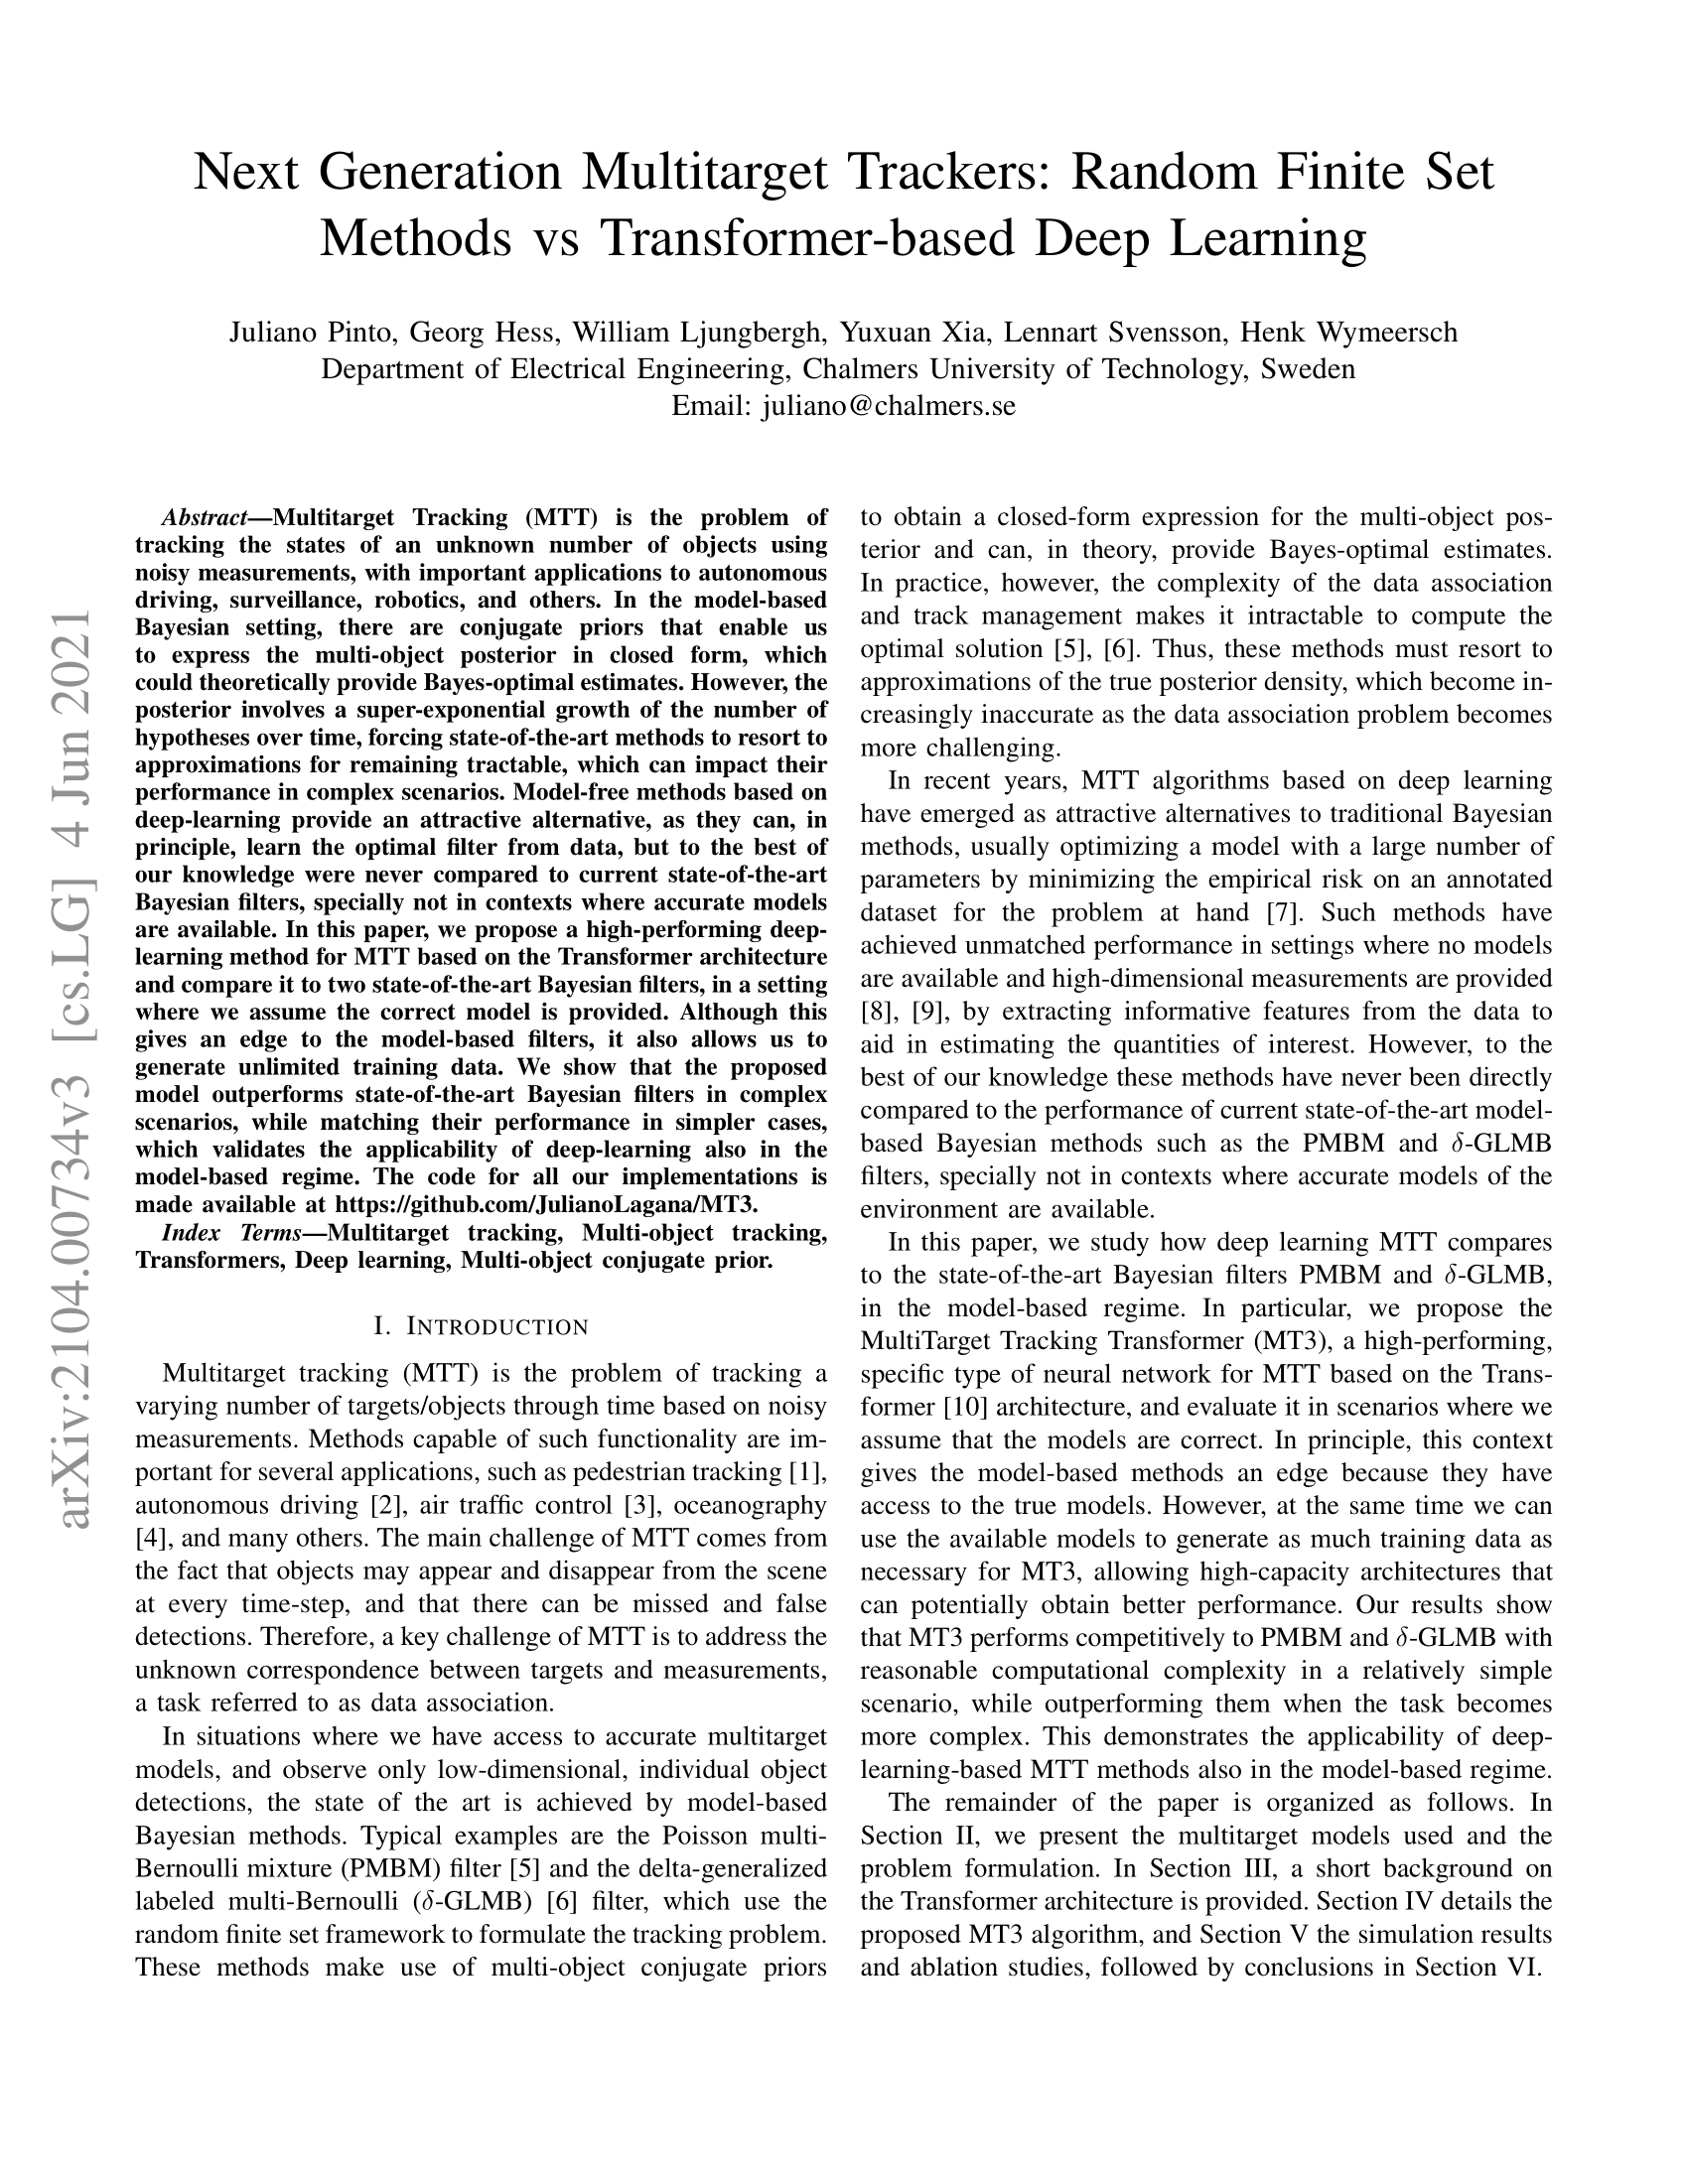 Next Generation Multitarget Trackers: Random Finite Set
Methods vs Transformer-based Deep Learning
Juliano Pinto, Georg Hess, William Ljungbergh, Yuxuan Xia, Lennart Svensson, Henk Wymeersch
Department of Electrical Engineering, Chalmers University of Technology, Sweden
Email: juliano@chalmers.se
arXiv:2104.00734v3 [cs.LG] 4 Jun 2021
Abstract—Multitarget Tracking (MTT) is the problem of
tracking the states of an unknown number of objects using
noisy measurements, with important applications to autonomous
driving, surveillance, robotics, and others. In the model-based
Bayesian setting, there are conjugate priors that enable us
to express the multi-object posterior in closed form, which
could theoretically provide Bayes-optimal estimates. However, the
posterior involves a super-exponential growth of the number of
hypotheses over time, forcing state-of-the-art methods to resort to
approximations for remaining tractable, which can impact their
performance in complex scenarios. Model-free methods based on
deep-learning provide an attractive alternative, as they can, in
principle, learn the optimal filter from data, but to the best of
our knowledge were never compared to current state-of-the-art
Bayesian filters, specially not in contexts where accurate models
are available. In this paper, we propose a high-performing deep-
learning method for MTT based on the Transformer architecture
and compare it to two state-of-the-art Bayesian filters, in a setting
where we assume the correct model is provided. Although this
gives an edge to the model-based filters, it also allows us to
generate unlimited training data. We show that the proposed
model outperforms state-of-the-art Bayesian filters in complex
scenarios, while matching their performance in simpler cases,
which validates the applicability of deep-learning also in the
model-based regime. The code for all our implementations is
made available at https://github.com/JulianoLagana/MT3.
Index Terms—Multitarget tracking, Multi-object tracking,
Transformers, Deep learning, Multi-object conjugate prior.
I. INTRODUCTION
Multitarget tracking (MTT) is the problem of tracking a
varying number of targets/objects through time based on noisy
measurements. Methods capable of such functionality are im-
portant for several applications, such as pedestrian tracking [1],
autonomous driving [2], air traffic control [3], oceanography
[4], and many others. The main challenge of MTT comes from
the fact that objects may appear and disappear from the scene
at every time-step, and that there can be missed and false
detections. Therefore, a key challenge of MTT is to address the
unknown correspondence between targets and measurements,
a task referred to as data association.
In situations where we have access to accurate multitarget
models, and observe only low-dimensional, individual object
detections, the state of the art is achieved by model-based
Bayesian methods. Typical examples are the Poisson multi-
Bernoulli mixture (PMBM) filter [5] and the delta-generalized
labeled multi-Bernoulli (δ-GLMB) [6] filter, which use the
random finite set framework to formulate the tracking problem.
These methods make use of multi-object conjugate priors
to obtain a closed-form expression for the multi-object pos-
terior and can, in theory, provide Bayes-optimal estimates.
In practice, however, the complexity of the data association
and track management makes it intractable to compute the
optimal solution [5], [6]. Thus, these methods must resort to
approximations of the true posterior density, which become in-
creasingly inaccurate as the data association problem becomes
more challenging.
In recent years, MTT algorithms based on deep learning
have emerged as attractive alternatives to traditional Bayesian
methods, usually optimizing a model with a large number of
parameters by minimizing the empirical risk on an annotated
dataset for the problem at hand [7]. Such methods have
achieved unmatched performance in settings where no models
are available and high-dimensional measurements are provided
[8], [9], by extracting informative features from the data to
aid in estimating the quantities of interest. However, to the
best of our knowledge these methods have never been directly
compared to the performance of current state-of-the-art model-
based Bayesian methods such as the PMBM and δ-GLMB
filters, specially not in contexts where accurate models of the
environment are available.
In this paper, we study how deep learning MTT compares
to the state-of-the-art Bayesian filters PMBM and δ-GLMB,
in the model-based regime. In particular, we propose the
MultiTarget Tracking Transformer (MT3), a high-performing,
specific type of neural network for MTT based on the Trans-
former [10] architecture, and evaluate it in scenarios where we
assume that the models are correct. In principle, this context
gives the model-based methods an edge because they have
access to the true models. However, at the same time we can
use the available models to generate as much training data as
necessary for MT3, allowing high-capacity architectures that
can potentially obtain better performance. Our results show
that MT3 performs competitively to PMBM and δ-GLMB with
reasonable computational complexity in a relatively simple
scenario, while outperforming them when the task becomes
more complex. This demonstrates the applicability of deep-
learning-based MTT methods also in the model-based regime.
The remainder of the paper is organized as follows. In
Section II, we present the multitarget models used and the
problem formulation. In Section III, a short background on
the Transformer architecture is provided. Section IV details the
proposed MT3 algorithm, and Section V the simulation results
and ablation studies, followed by conclusions in Section VI.